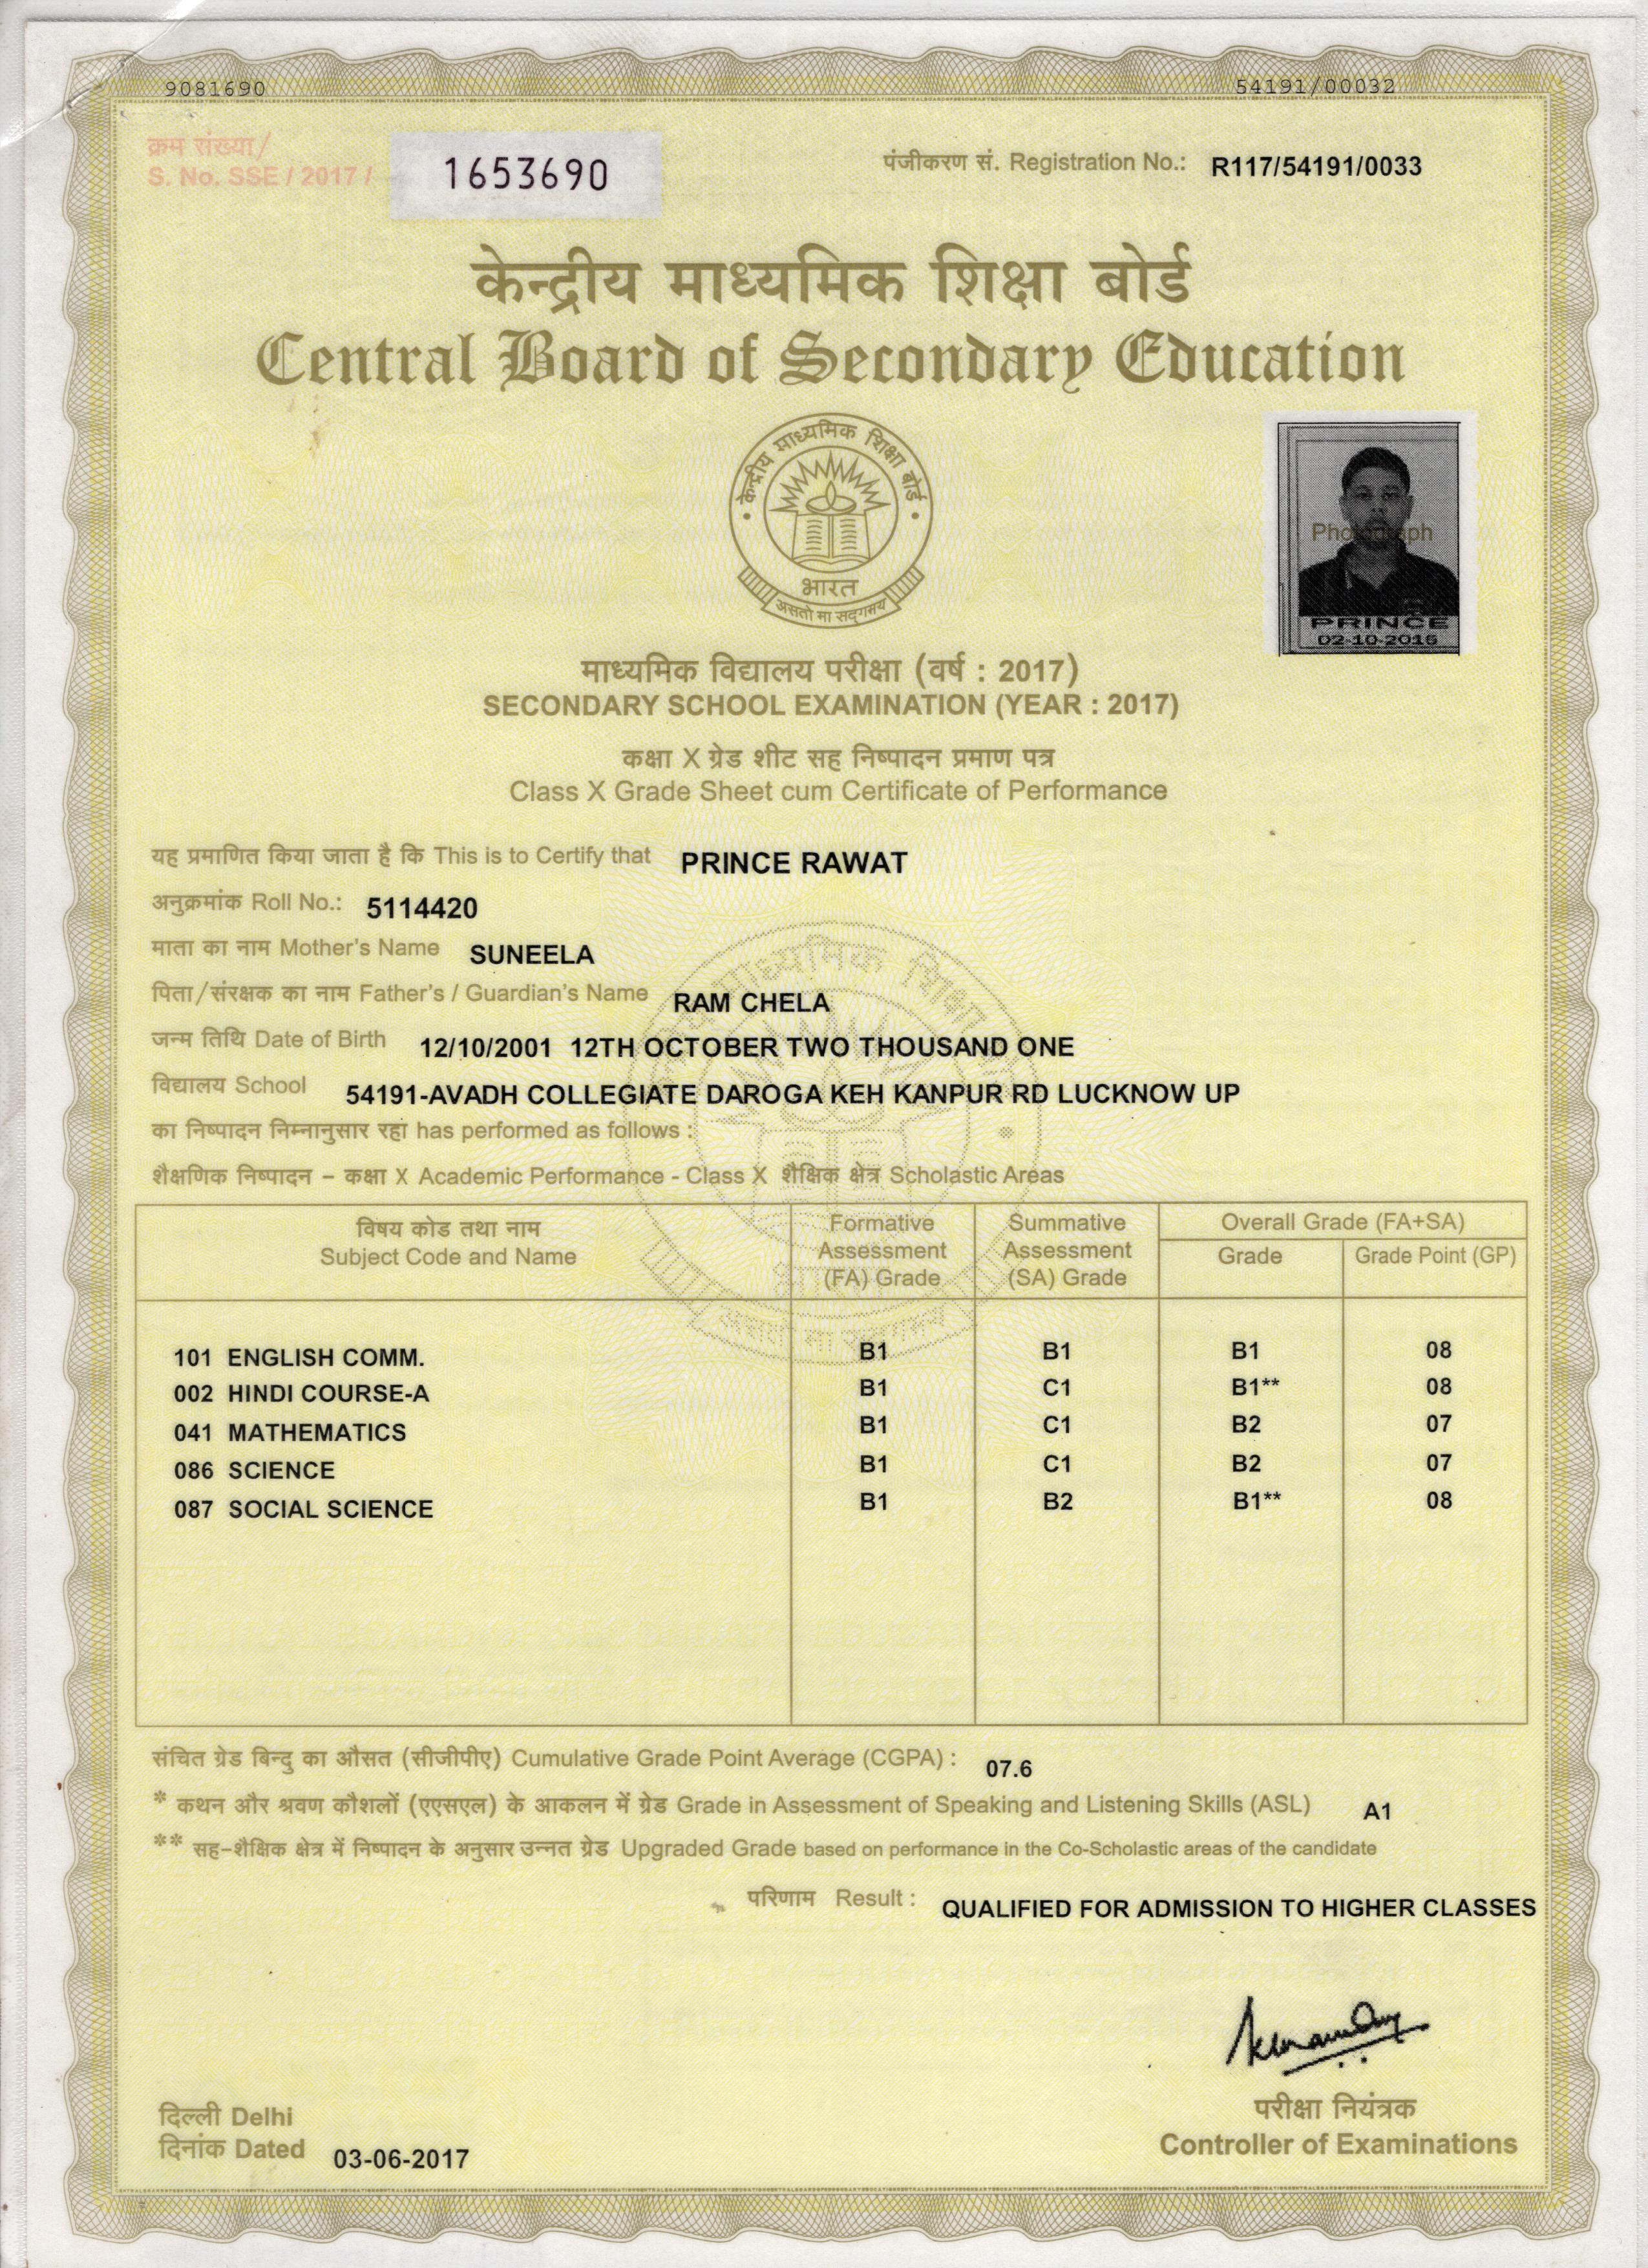 9081690
54191/00032
क्रम संख्या/
S. No. SSE / 2017 /
1653690
पंजीकरण सं. Registration No.: R117/54191/0033
केन्द्रीय माध्यमिक शिक्षा बोर्ड
Central Board of Secondary Education
केन्द्रीय माध्यमिक शिक्षा बोर्ड
भारत
असतो मा सद्गमय
Photograph
PRINCE
02-10-2016
माध्यमिक विद्यालय परीक्षा (वर्ष : 2017)
SECONDARY SCHOOL EXAMINATION (YEAR : 2017)
कक्षा X ग्रेड शीट सह निष्पादन प्रमाण पत्र
Class X Grade Sheet cum Certificate of Performance
यह प्रमाणित किया जाता है कि This is to Certify that PRINCE RAWAT
अनुक्रमांक Roll No.: 5114420
माता का नाम Mother's Name SUNEELA
पिता/संरक्षक का नाम Father's / Guardian's Name RAM CHELA
जन्म तिथि Date of Birth 12/10/2001 12TH OCTOBER TWO THOUSAND ONE
विद्यालय School 54191-AVADH COLLEGIATE DAROGA KEH KANPUR RD LUCKNOW UP
का निष्पादन निम्नानुसार रहा has performed as follows :
शैक्षणिक निष्पादन – कक्षा X Academic Performance - Class X शैक्षिक क्षेत्र Scholastic Areas
विषय कोड तथा नाम
Subject Code and Name
Formative
Assessment
(FA) Grade
Summative
Assessment
(SA) Grade
Overall Grade (FA+SA)
Grade
Grade Point (GP)
101 ENGLISH COMM. B1 B1 B1 08
002 HINDI COURSE-A B1 C1 B1** 08
041 MATHEMATICS B1 C1 B2 07
086 SCIENCE B1 C1 B2 07
087 SOCIAL SCIENCE B1 B2 B1** 08
संचित ग्रेड बिन्दु का औसत (सीजीपीए) Cumulative Grade Point Average (CGPA) : 07.6
* कथन और श्रवण कौशलों (एएसएल) के आकलन में ग्रेड Grade in Assessment of Speaking and Listening Skills (ASL) A1
** सह-शैक्षिक क्षेत्र में निष्पादन के अनुसार उन्नत ग्रेड Upgraded Grade based on performance in the Co-Scholastic areas of the candidate
परिणाम Result : QUALIFIED FOR ADMISSION TO HIGHER CLASSES
दिल्ली Delhi
दिनांक Dated 03-06-2017
परीक्षा नियंत्रक
Controller of Examinations